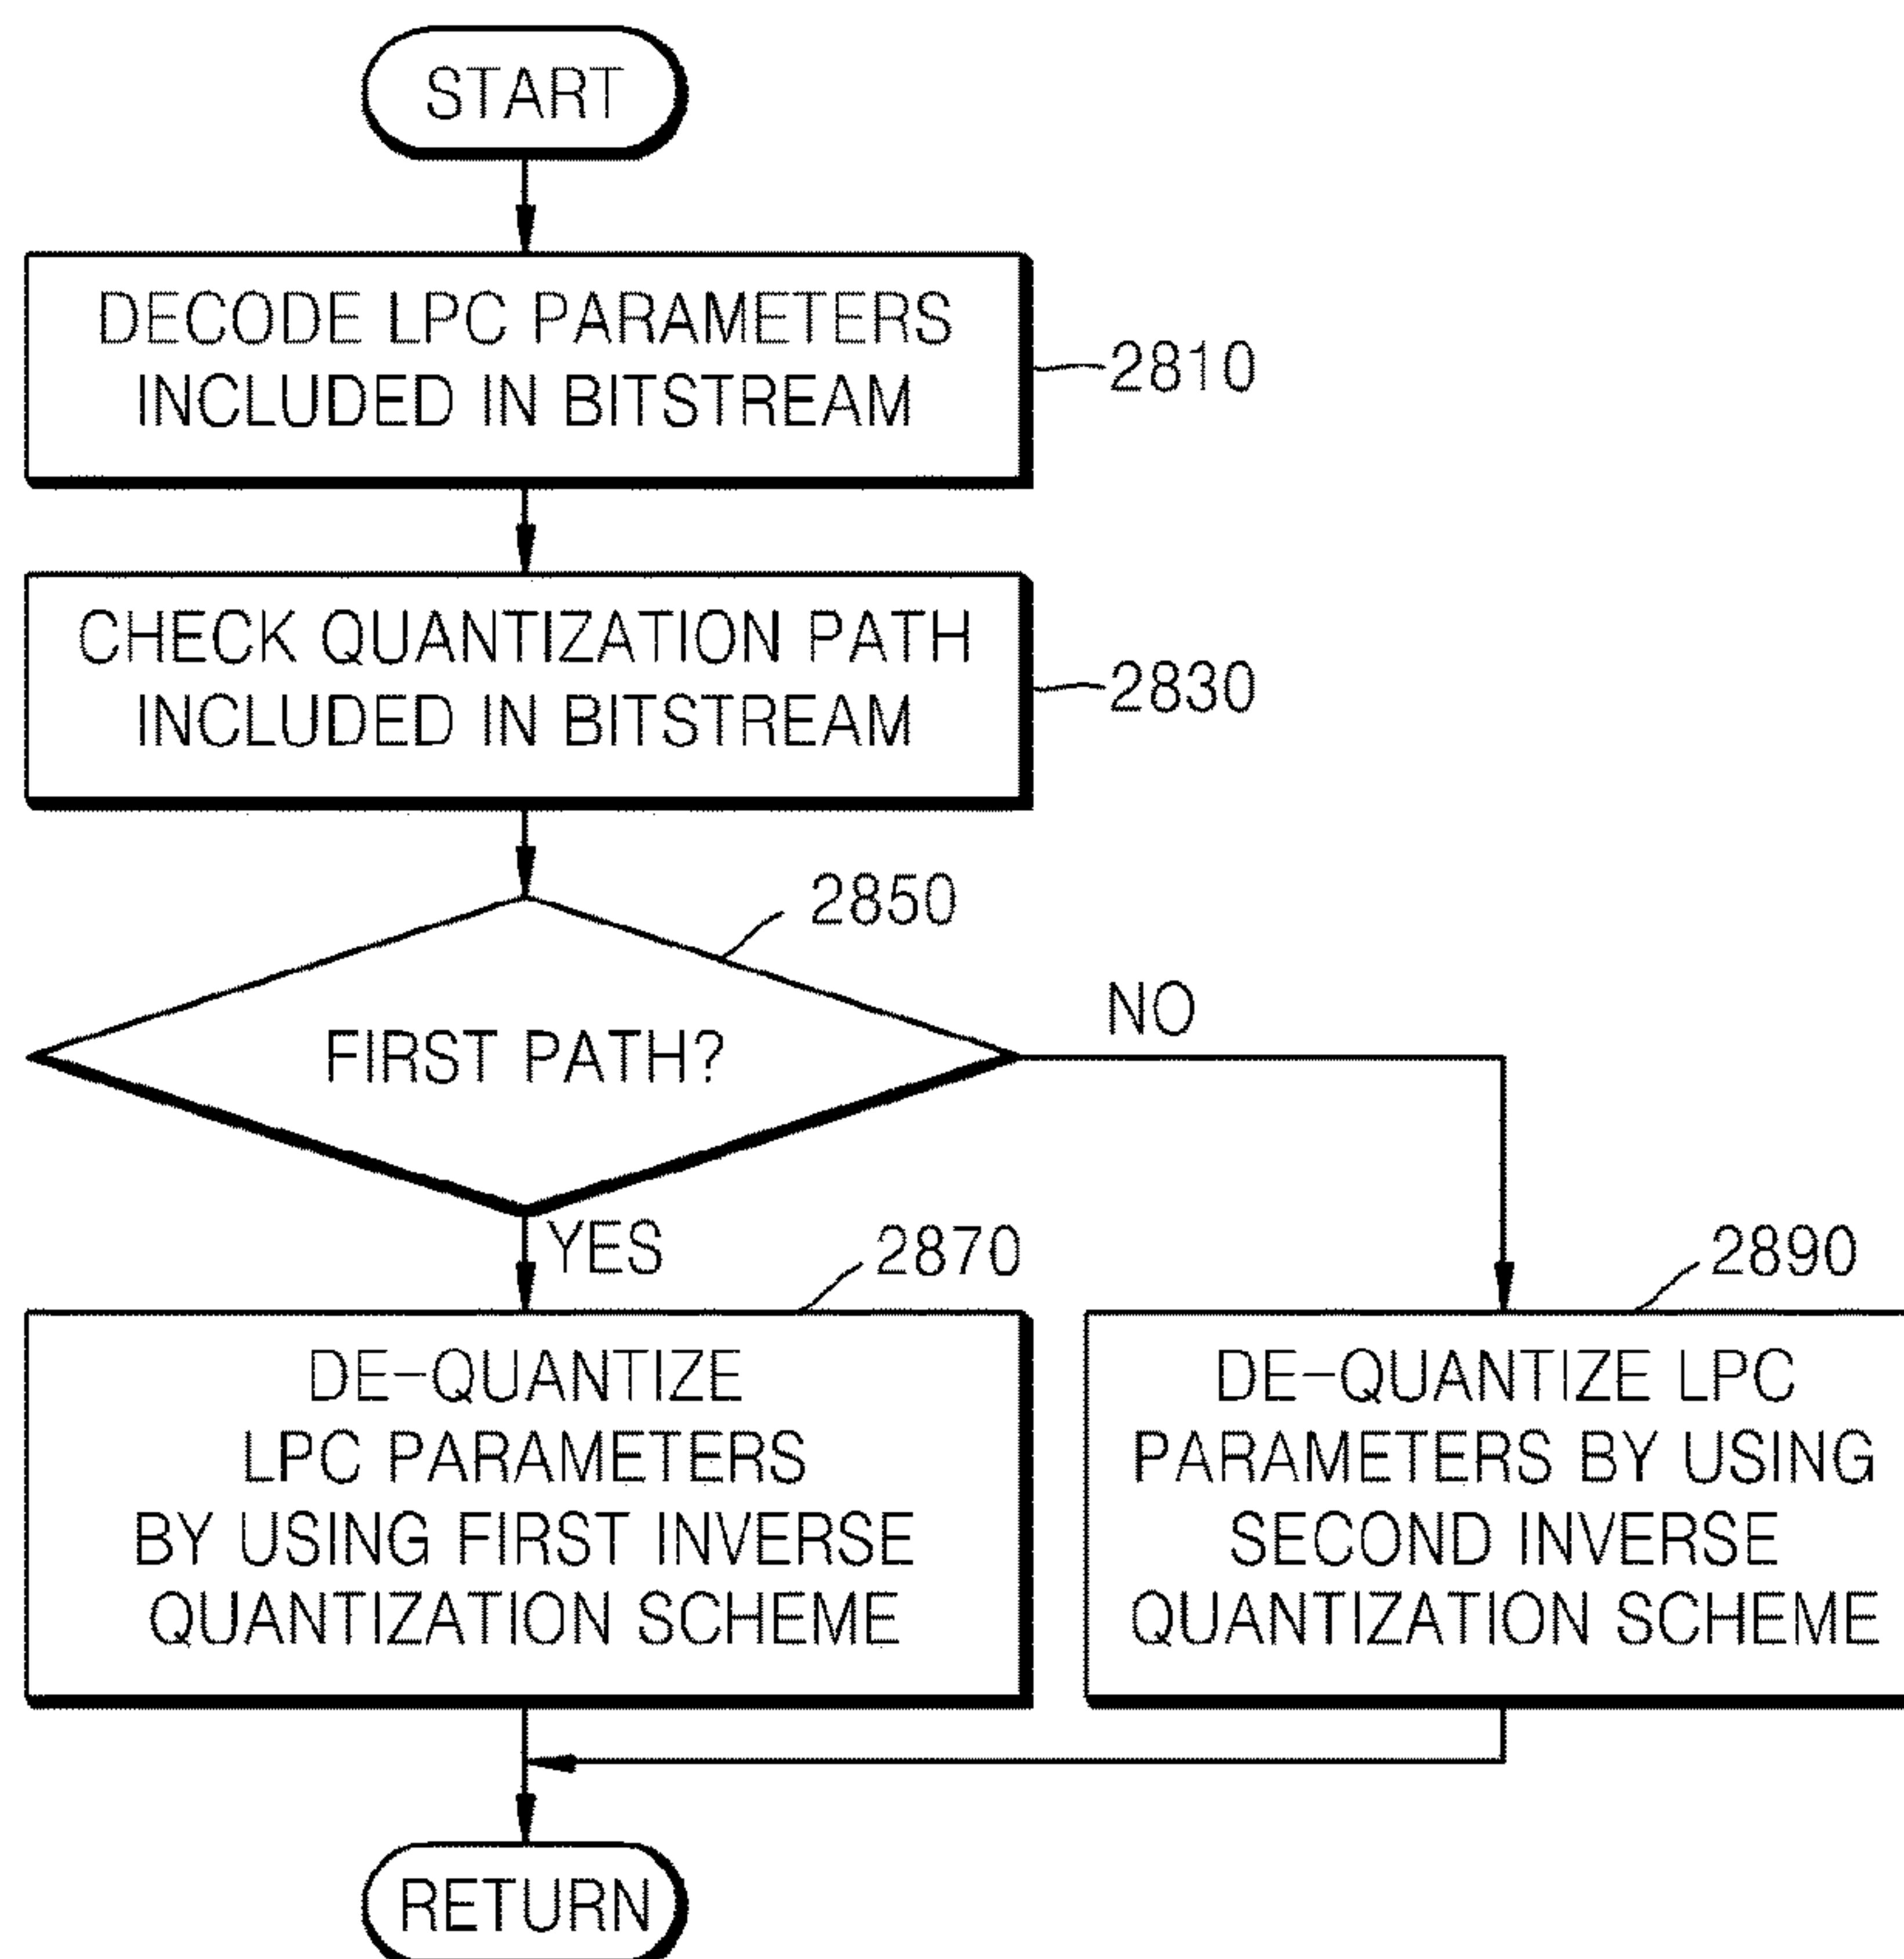 START
DECODE LPC PARAMETERS
INCLUDED IN BITSTREAM
2810
CHECK QUANTIZATION PATH
INCLUDED IN BITSTREAM
2830
2850
FIRST PATH?
NO
YES
2870
DE-QUANTIZE
LPC PARAMETERS
BY USING FIRST INVERSE
QUANTIZATION SCHEME
2890
DE-QUANTIZE LPC
PARAMETERS BY USING
SECOND INVERSE
QUANTIZATION SCHEME
RETURN